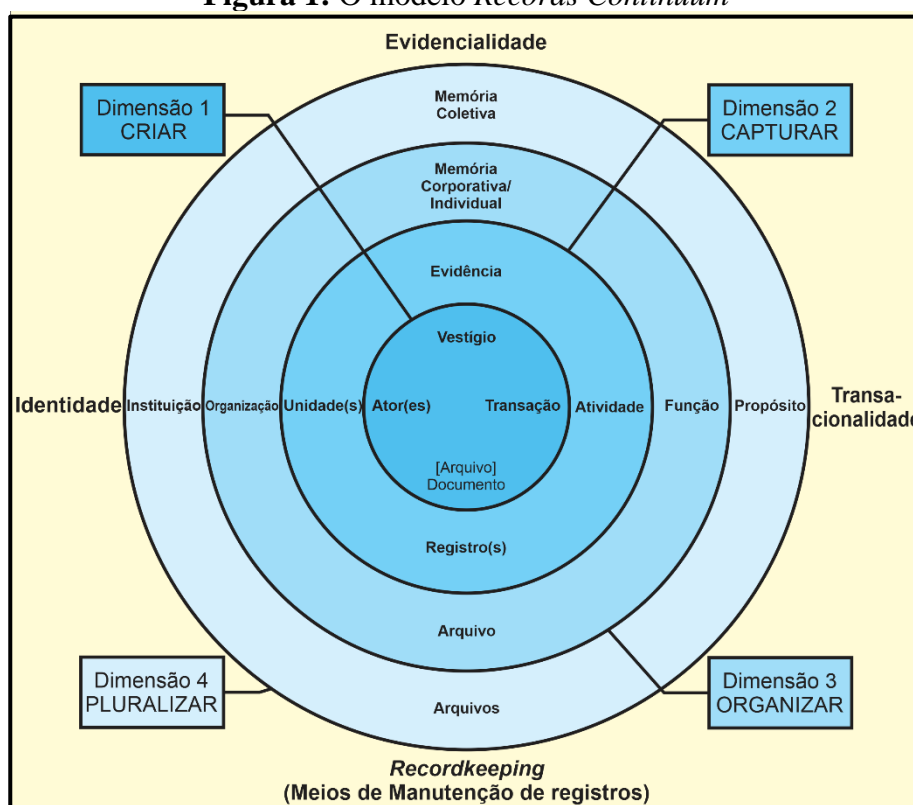 Figura 1: O modelo Records Continuum
Evidencialidade
Dimensão 1
CRIAR
Dimensão 2
CAPTURAR
Memória
Coletiva
Memória
Corporativa/
Individual
Evidência
Vestígio
Identidade
Instituição
Organização
Unidade(s)
Ator(es)
Transação
Atividade
Função
Propósito
Transa-
cionalidade
[Arquivo]
Documento
Registro(s)
Arquivo
Arquivos
Dimensão 4
PLURALIZAR
Dimensão 3
ORGANIZAR
Recordkeeping
(Meios de Manutenção de registros)